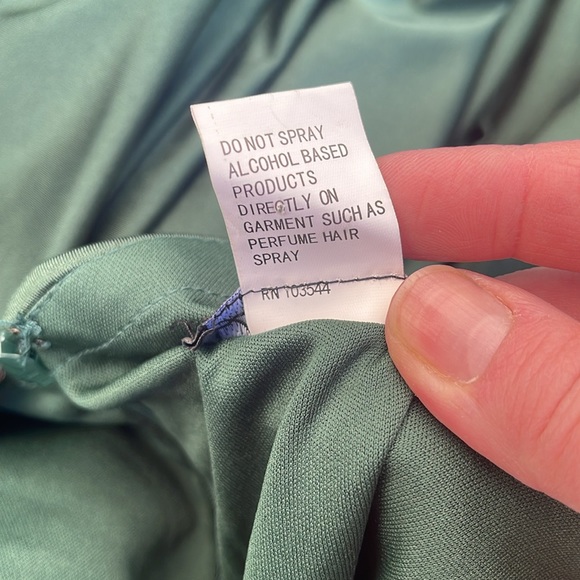 DO NOT SPRAY
ALCOHOL BASED
PRODUCTS
DIRECTLY ON
GARMENT SUCH AS
PERFUME HAIR
SPRAY
RN 103544